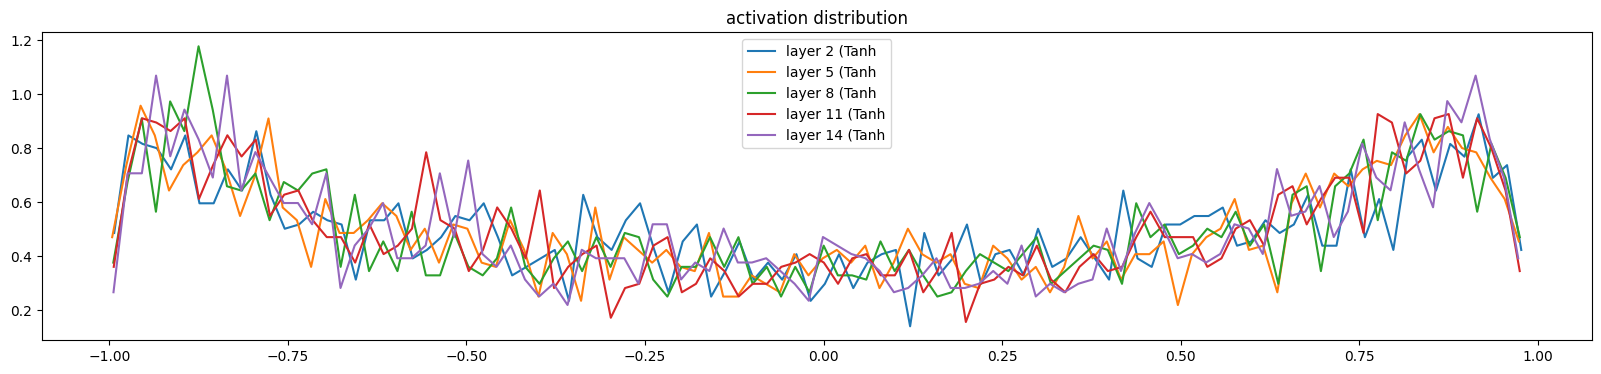 activation distribution
layer 2 (Tanh
layer 5 (Tanh
layer 8 (Tanh
layer 11 (Tanh
layer 14 (Tanh
1.2
1.0
0.8
0.6
0.4
0.2
−1.00 −0.75 −0.50 −0.25 0.00 0.25 0.50 0.75 1.00